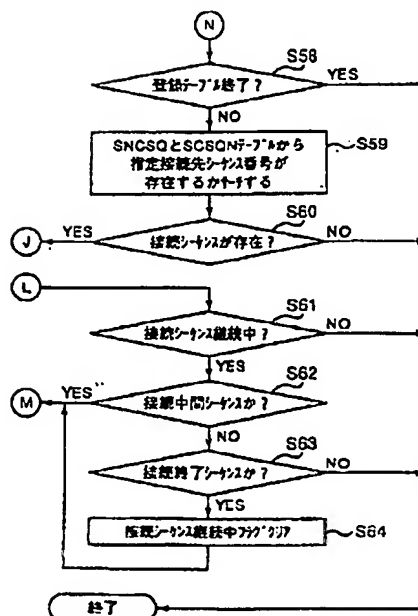 N
S58
登録テーブル終了？
YES
NO
SNCSQとSCSQNテーブルから
指定接続先シーケンス番号が
存在するかサーチする
S59
S60
J
YES
接続シーケンスが存在？
NO
L
S61
接続シーケンス継続中？
NO
YES
S62
M
YES
接続中間シーケンスか？
NO
S63
接続終了シーケンスか？
NO
YES
接続シーケンス継続中フラグクリア
S64
終了